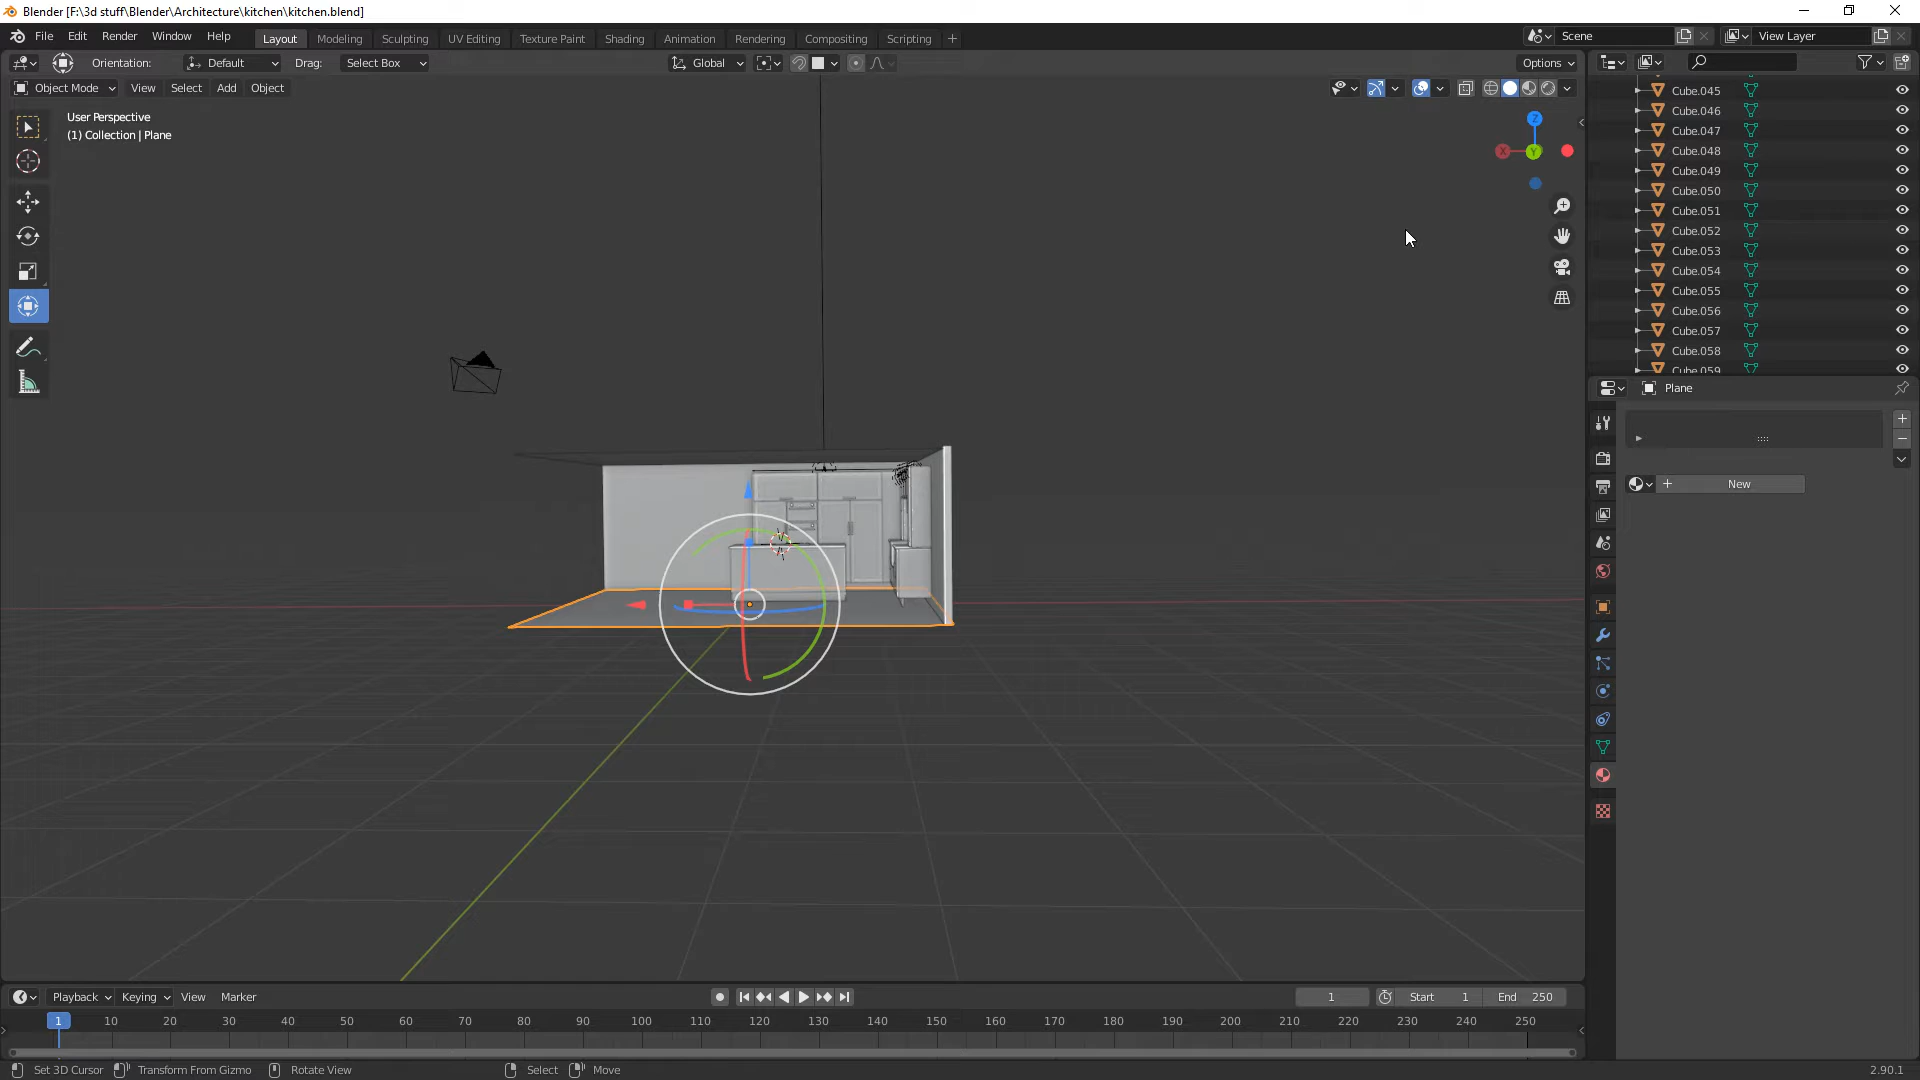 Blender [F:\3d stuff\Blender\Architecture\kitchen\kitchen.blend]
File Edit Render Window Help Layout Modeling Sculpting UV Editing Texture Paint Shading Animation Rendering Compositing Scripting + Scene View Layer
Orientation: Default Drag: Select Box Global Options
Object Mode View Select Add Object
User Perspective
(1) Collection | Plane
Z
X Y
Cube.045
Cube.046
Cube.047
Cube.048
Cube.049
Cube.050
Cube.051
Cube.052
Cube.053
Cube.054
Cube.055
Cube.056
Cube.057
Cube.058
Cube.059
Plane
New
Playback Keying View Marker 1 Start 1 End 250
1 10 20 30 40 50 60 70 80 90 100 110 120 130 140 150 160 170 180 190 200 210 220 230 240 250
Set 3D Cursor Transform From Gizmo Rotate View Select Move 2.90.1